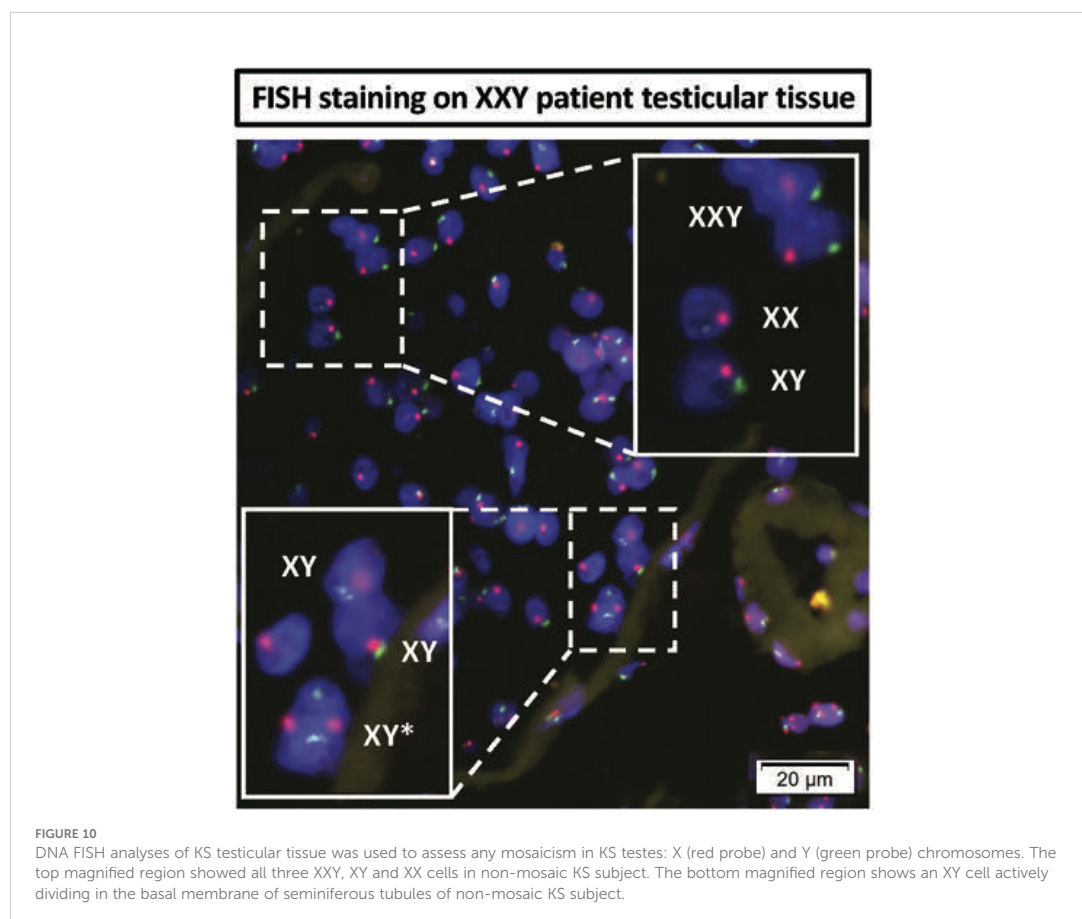 FISH staining on XXY patient testicular tissue
XXY
XX
XY
XY
XY
XY*
20 µm
FIGURE 10
DNA FISH analyses of KS testicular tissue was used to assess any mosaicism in KS testes: X (red probe) and Y (green probe) chromosomes. The
top magnified region showed all three XXY, XY and XX cells in non-mosaic KS subject. The bottom magnified region shows an XY cell actively
dividing in the basal membrane of seminiferous tubules of non-mosaic KS subject.